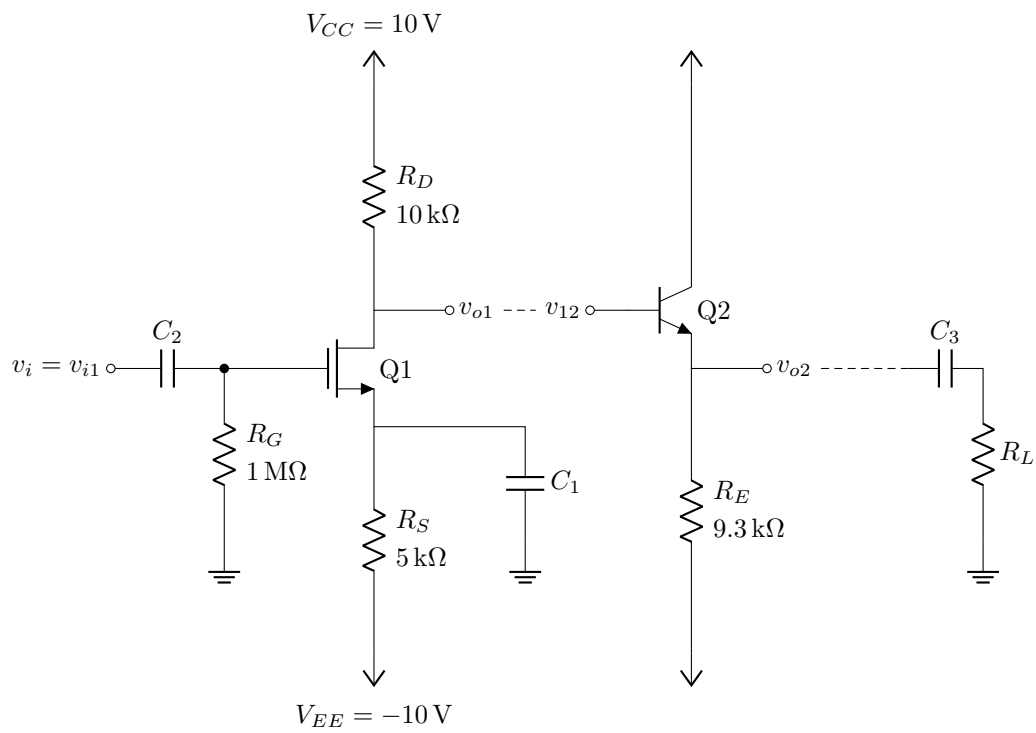 V_{CC} = 10 V
R_D
10 kΩ
v_{o1}
v_{12}
Q2
C_2
v_i = v_{i1}
Q1
C_3
v_{o2}
R_G
1 MΩ
C_1
R_L
R_S
5 kΩ
R_E
9.3 kΩ
V_{EE} = −10 V